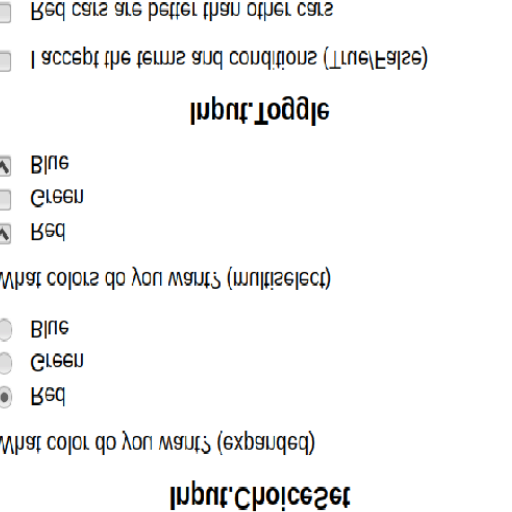 Input.ChoiceSet
What color do you want? (expanded)
Red
Green
Blue
What colors do you want? (multiselect)
Red
Green
Blue
Input.Toggle
I accept the terms and conditions (True/False)
Red cars are better than other cars